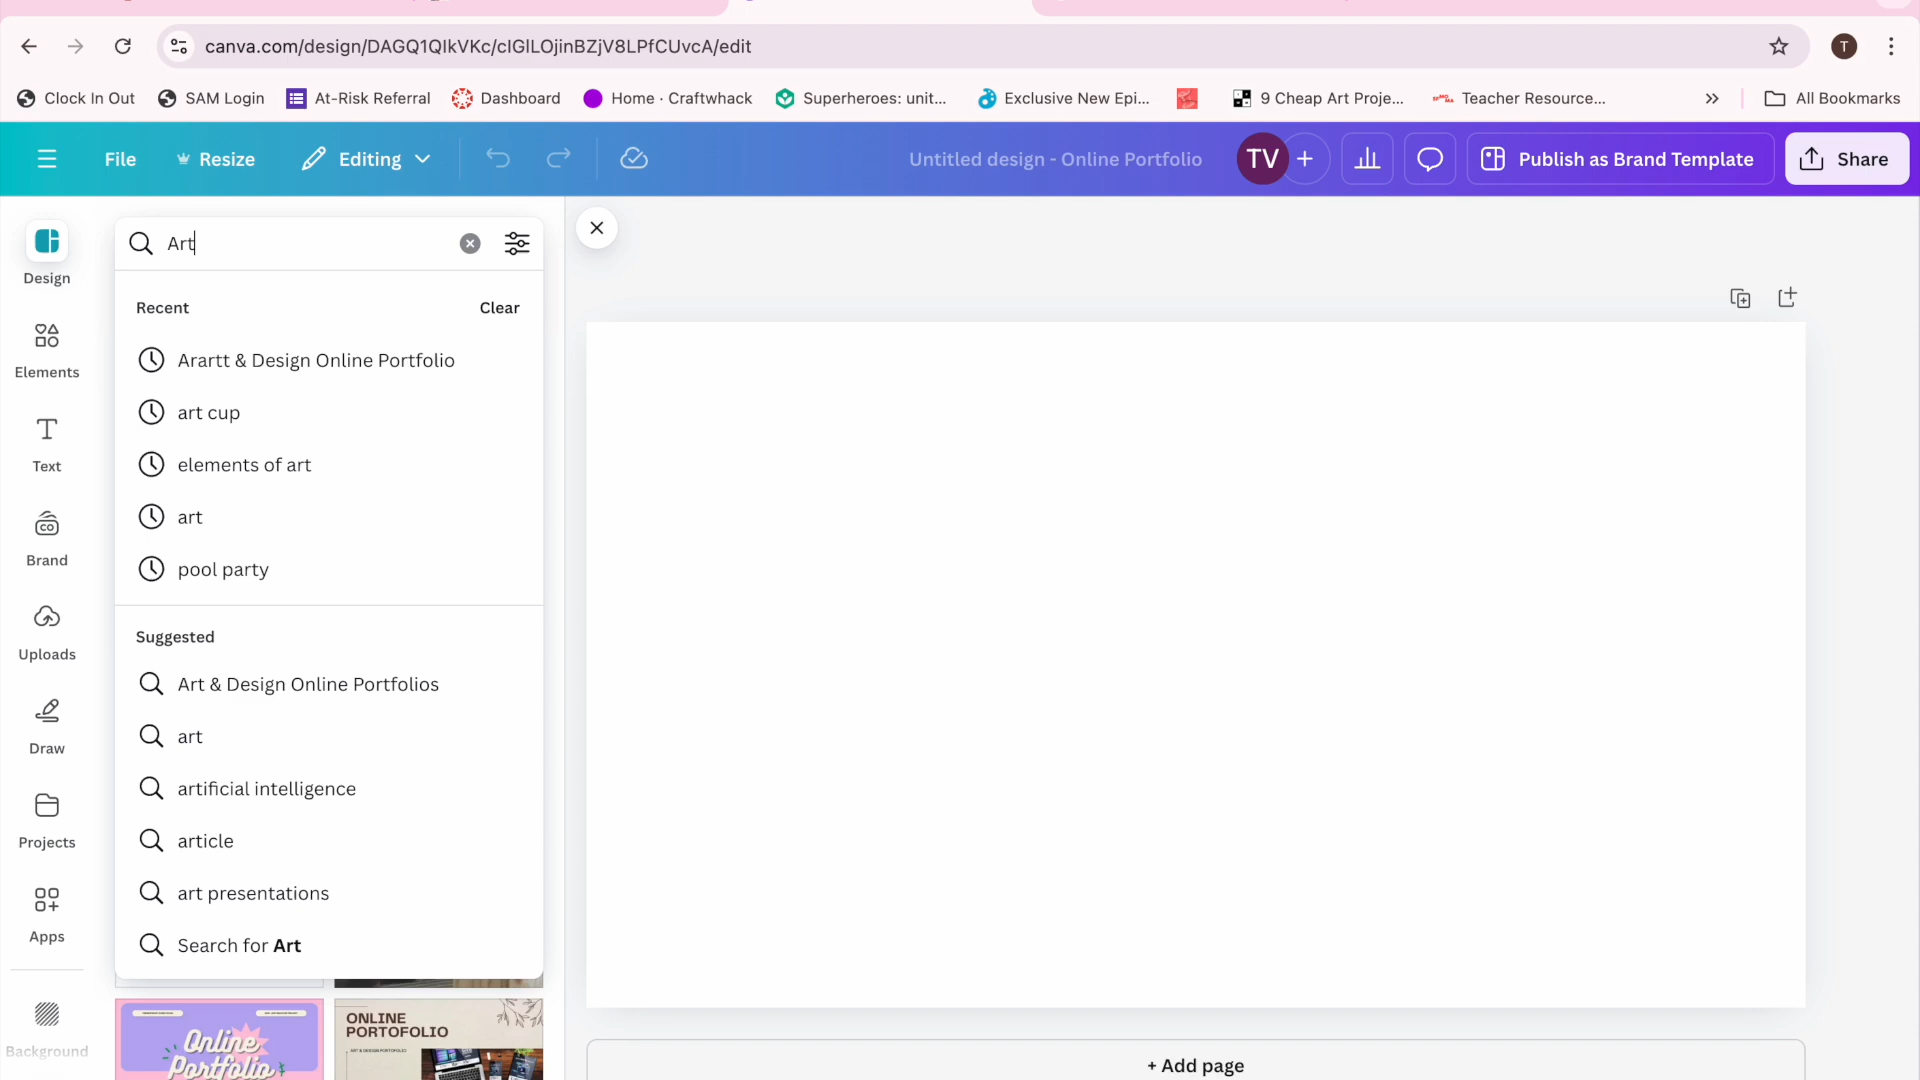 canva.com/design/DAGQ1QIkVKc/cIGlLOjinBZjV8LPfCUvcA/edit
T
Clock In Out
SAM Login
At-Risk Referral
Dashboard
Home · Craftwhack
Superheroes: unit...
Exclusive New Epi...
9 Cheap Art Proje...
Teacher Resource...
All Bookmarks
File
Resize
Editing
Untitled design - Online Portfolio
TV
Publish as Brand Template
Share
Design
Elements
Text
Brand
Uploads
Draw
Projects
Apps
Background
Art
Recent
Clear
Arartt & Design Online Portfolio
art cup
elements of art
art
pool party
Suggested
Art & Design Online Portfolios
art
artificial intelligence
article
art presentations
Search for Art
Online
Portfolio
ONLINE
PORTOFOLIO
ART & DESIGN PORTOFOLIO
+ Add page